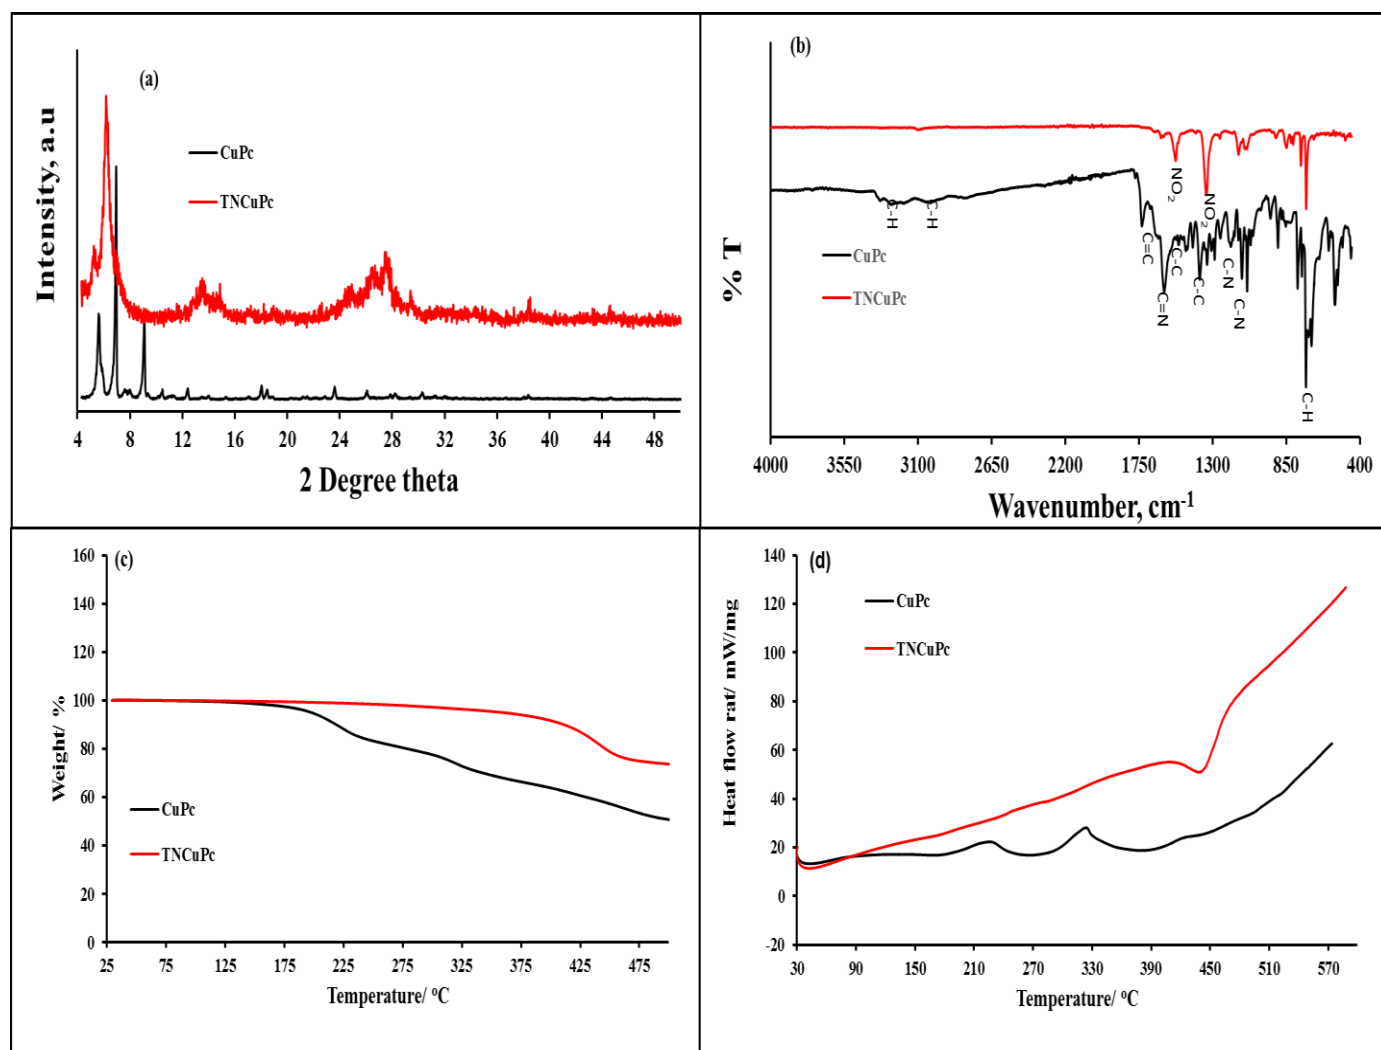 (a)
Intensity, a.u
CuPc
TNCuPc
4 8 12 16 20 24 28 32 36 40 44 48
2 Degree theta
(b)
% T
NO2
NO2
C-H
C-H
C=C
C=N
C-C
C-C
C-N
C-N
C-H
CuPc
TNCuPc
4000 3550 3100 2650 2200 1750 1300 850 400
Wavenumber, cm-1
(c)
Weight/ %
160
140
120
100
80
60
40
20
0
CuPc
TNCuPc
25 75 125 175 225 275 325 375 425 475
Temperature/ ⁰C
(d)
Heat flow rat/ mW/mg
140
120
100
80
60
40
20
0
-20
CuPc
TNCuPc
30 90 150 210 270 330 390 450 510 570
Temperature/ ⁰C